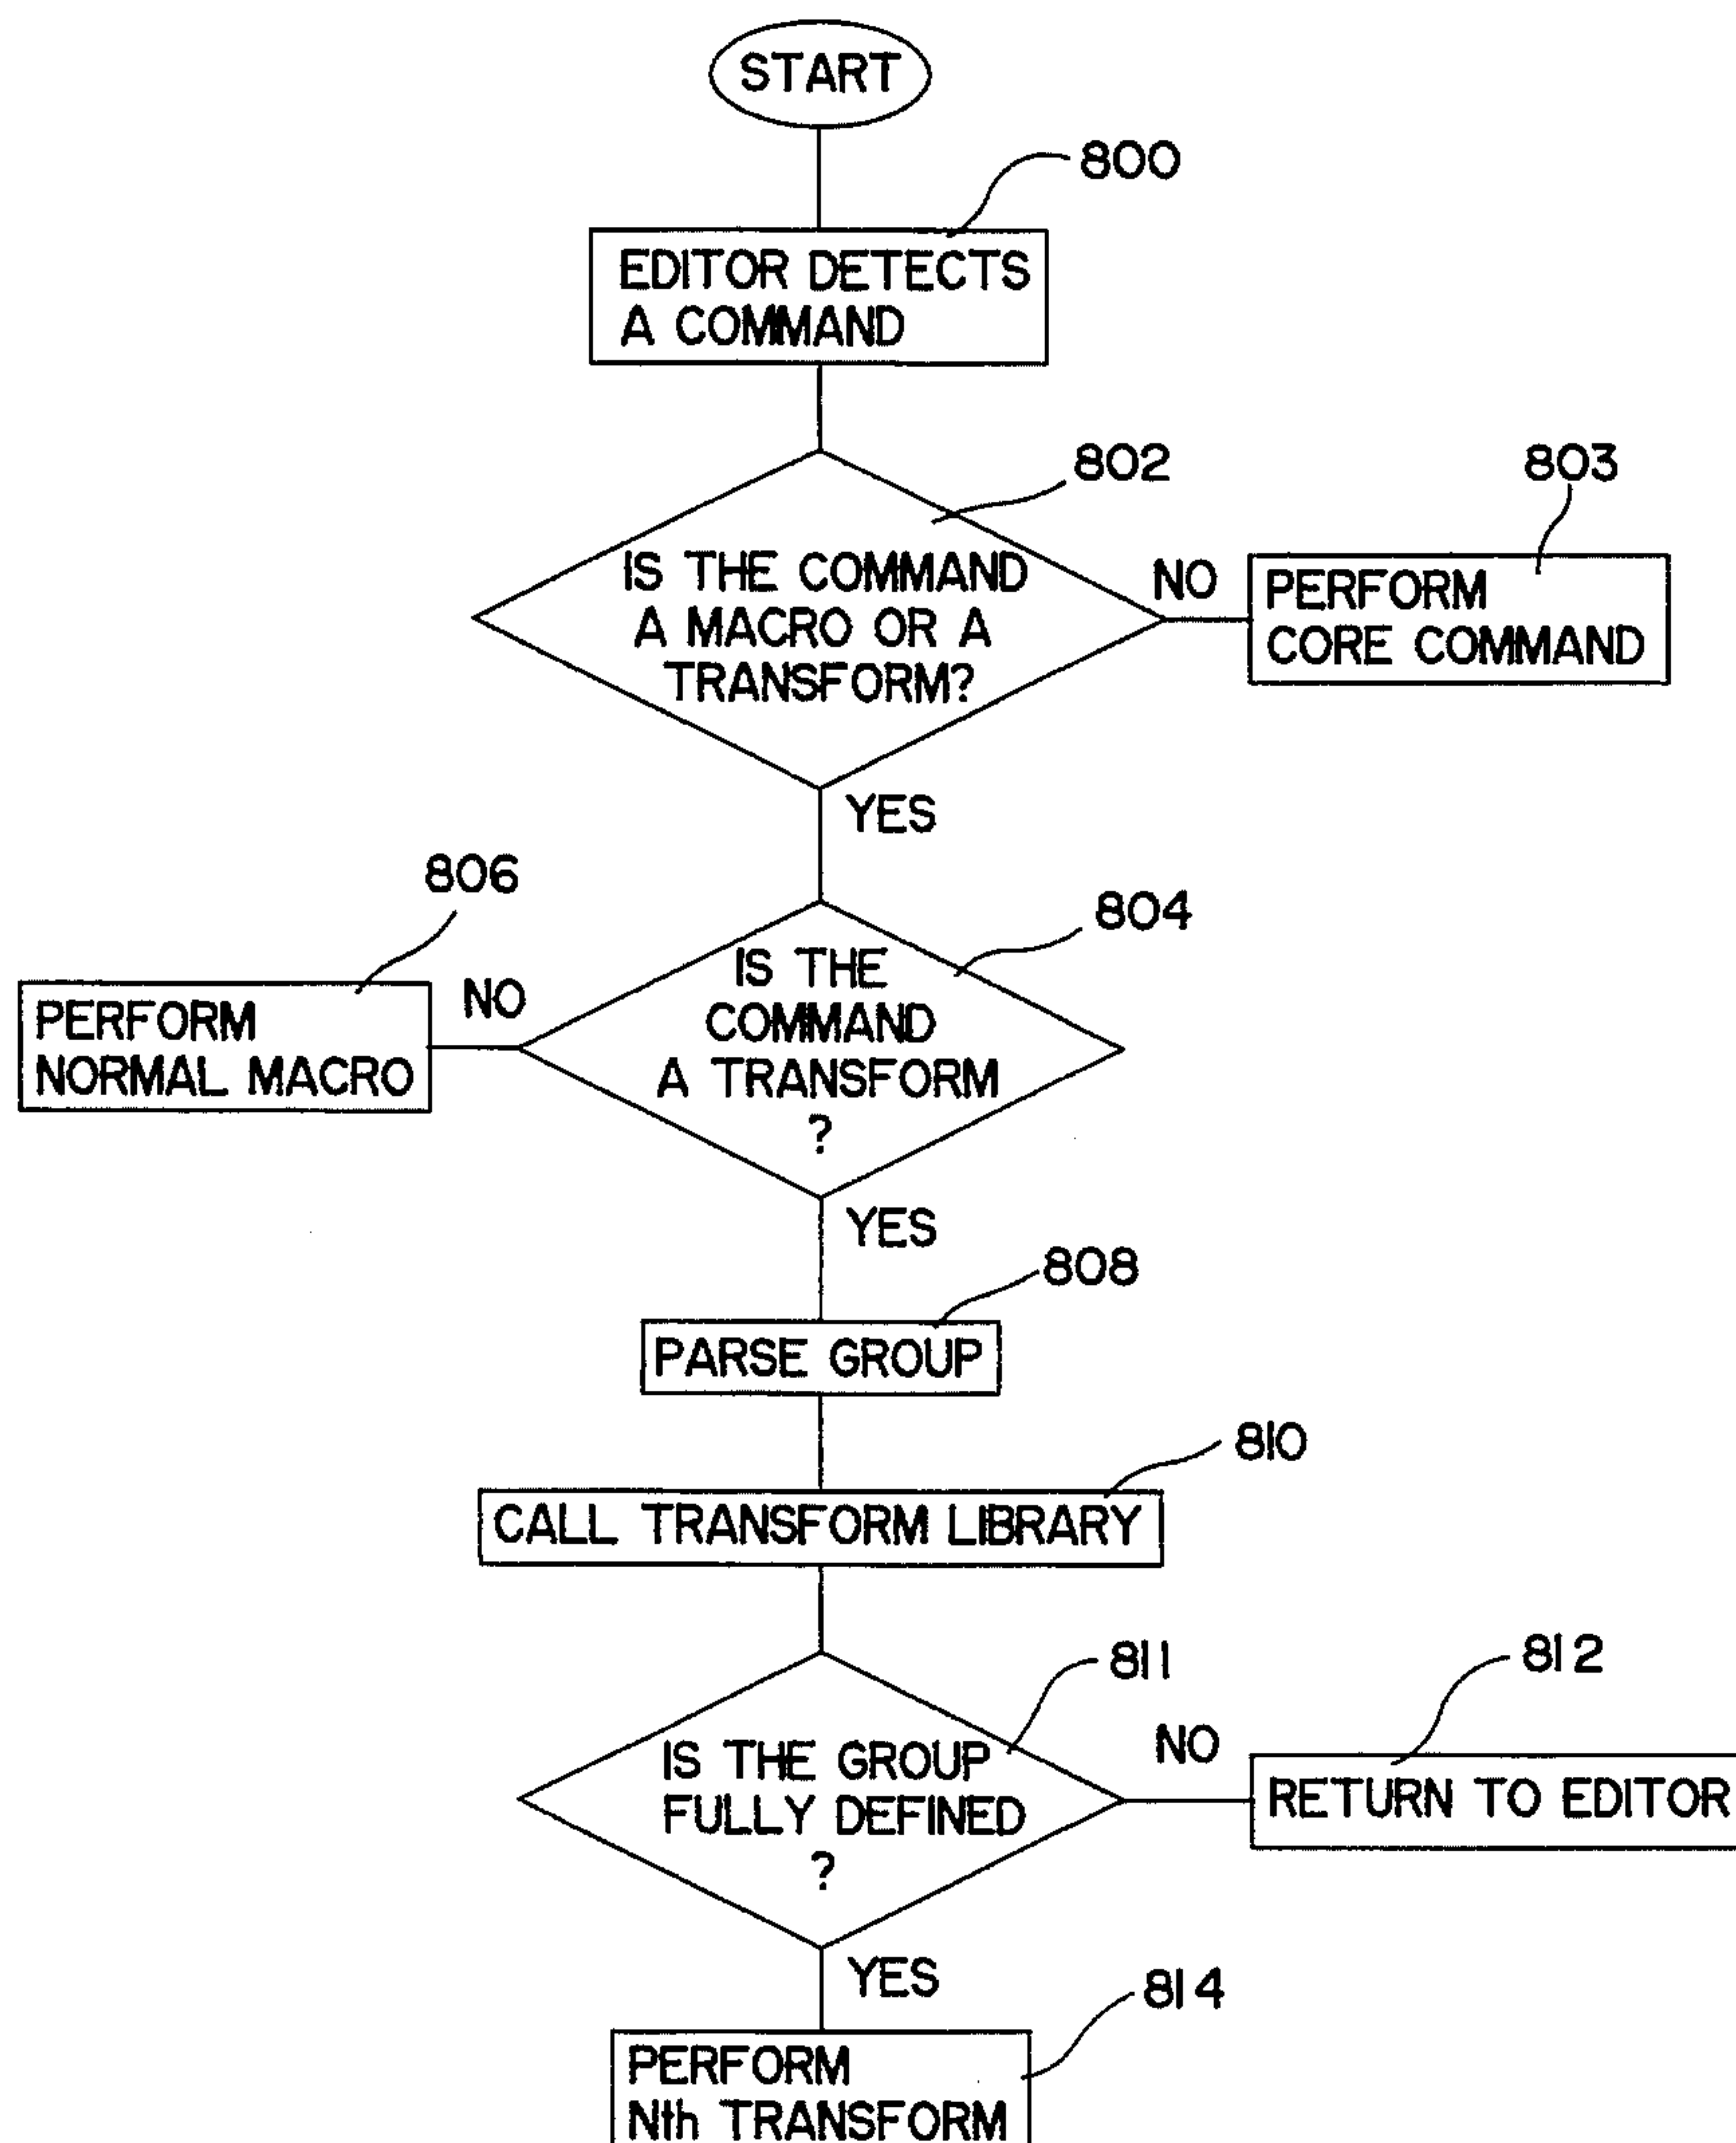 START
800
EDITOR DETECTS
A COMMAND
802
803
IS THE COMMAND
A MACRO OR A
TRANSFORM?
NO
PERFORM
CORE COMMAND
YES
806
804
PERFORM
NORMAL MACRO
NO
IS THE
COMMAND
A TRANSFORM
?
YES
808
PARSE GROUP
810
CALL TRANSFORM LIBRARY
811
812
IS THE GROUP
FULLY DEFINED
?
NO
RETURN TO EDITOR
YES
814
PERFORM
Nth TRANSFORM